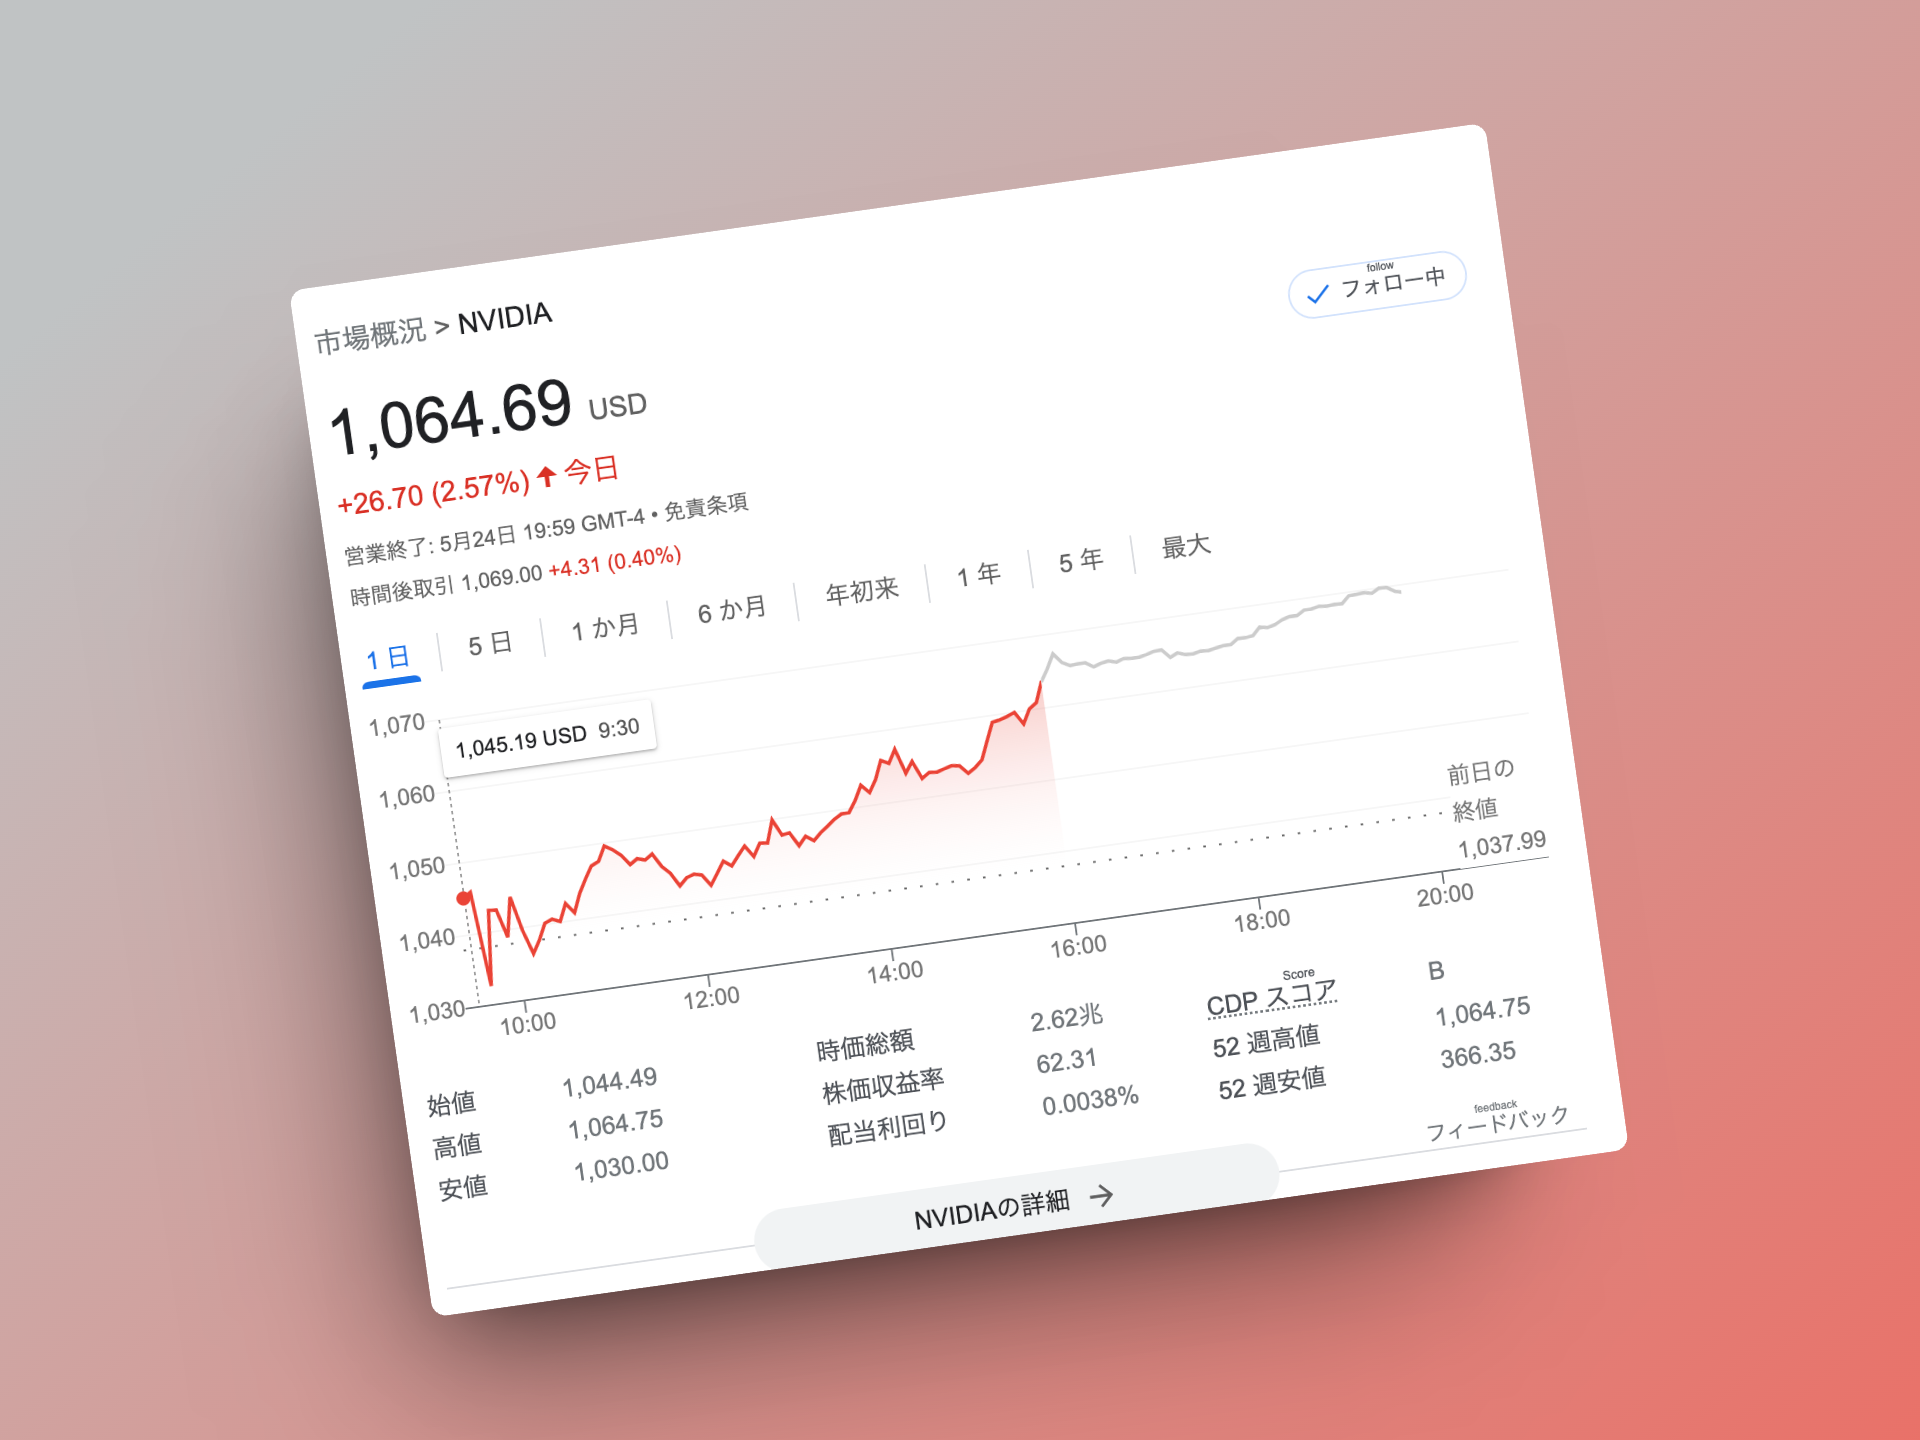 市場概況 > NVIDIA
follow
フォロー中
1,064.69 USD
+26.70 (2.57%) 今日
営業終了: 5月24日 19:59 GMT-4 • 免責条項
時間後取引 1,069.00 +4.31 (0.40%)
1 日 5 日 1 か月 6 か月 年初来 1 年 5 年 最大
1,070
1,045.19 USD 9:30
1,060
1,050
1,040
1,030
前日の
終値
1,037.99
10:00 12:00 14:00 16:00 18:00 20:00
始値 1,044.49
高値 1,064.75
安値 1,030.00
時価総額 2.62兆
株価収益率 62.31
配当利回り 0.0038%
Score
CDP スコア B
52 週高値 1,064.75
52 週安値 366.35
feedback
フィードバック
NVIDIAの詳細 →